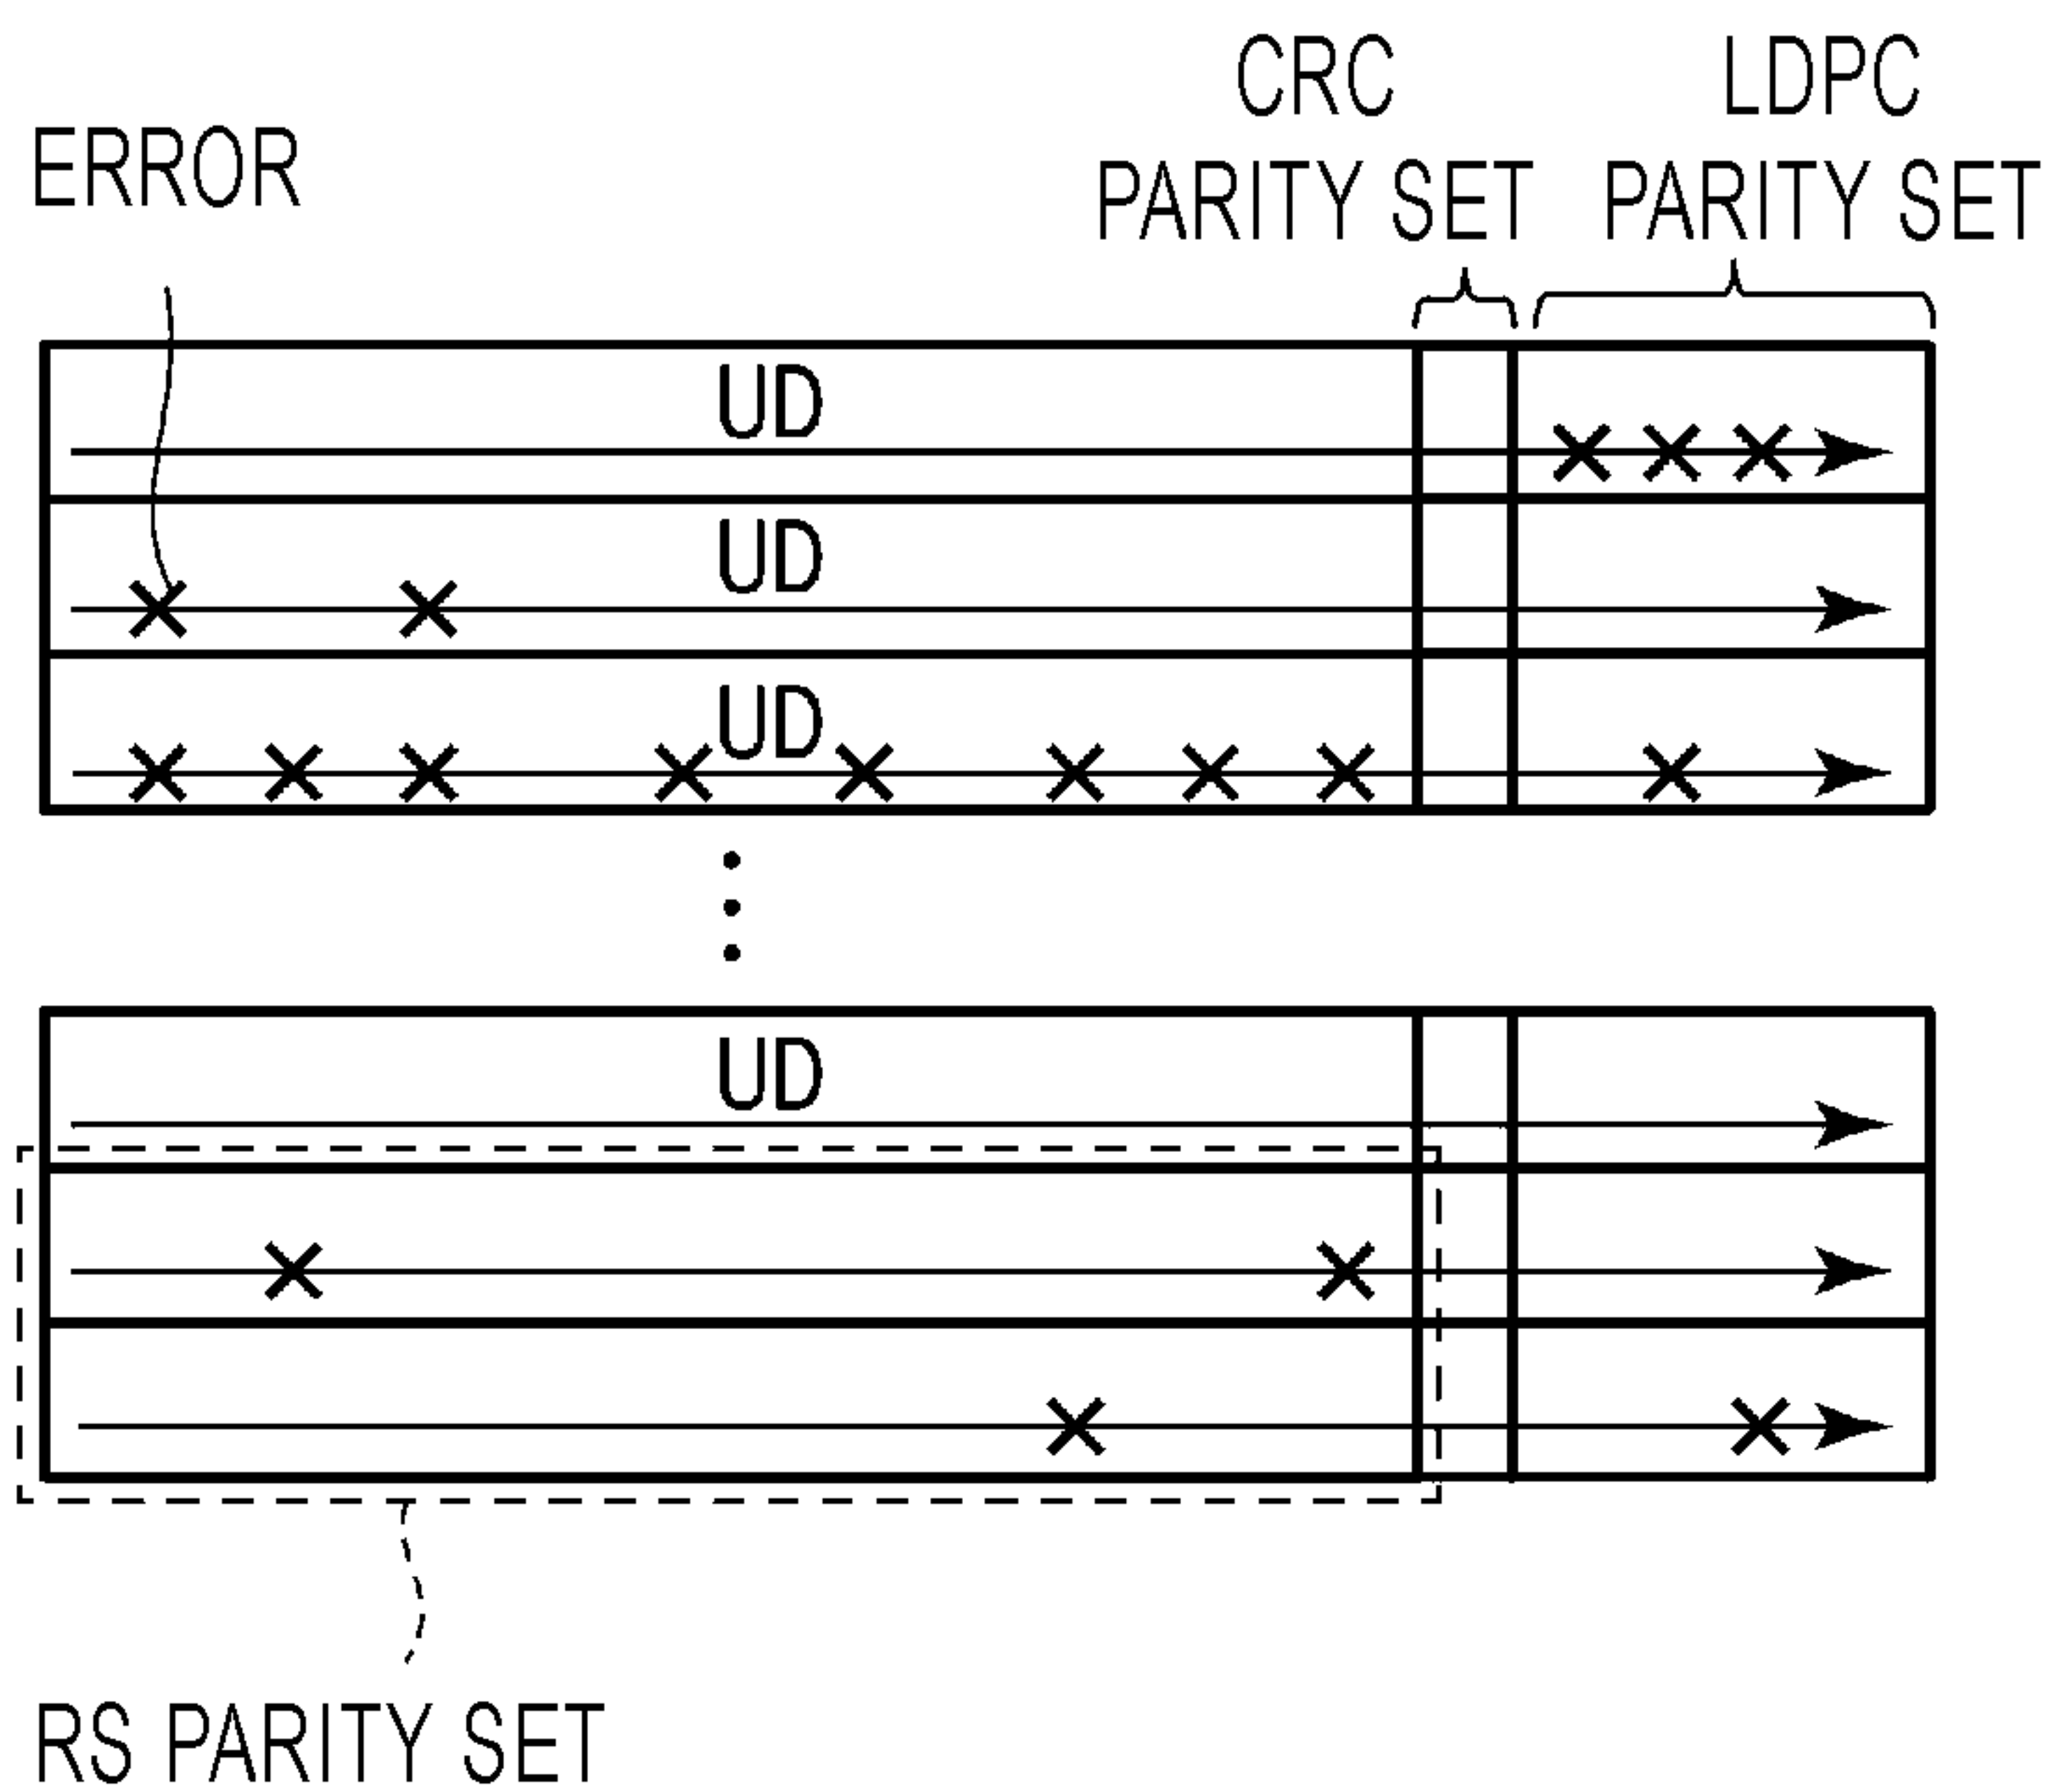 CRC
PARITY SET
LDPC
PARITY SET
ERROR
UD
UD
UD
UD
RS PARITY SET